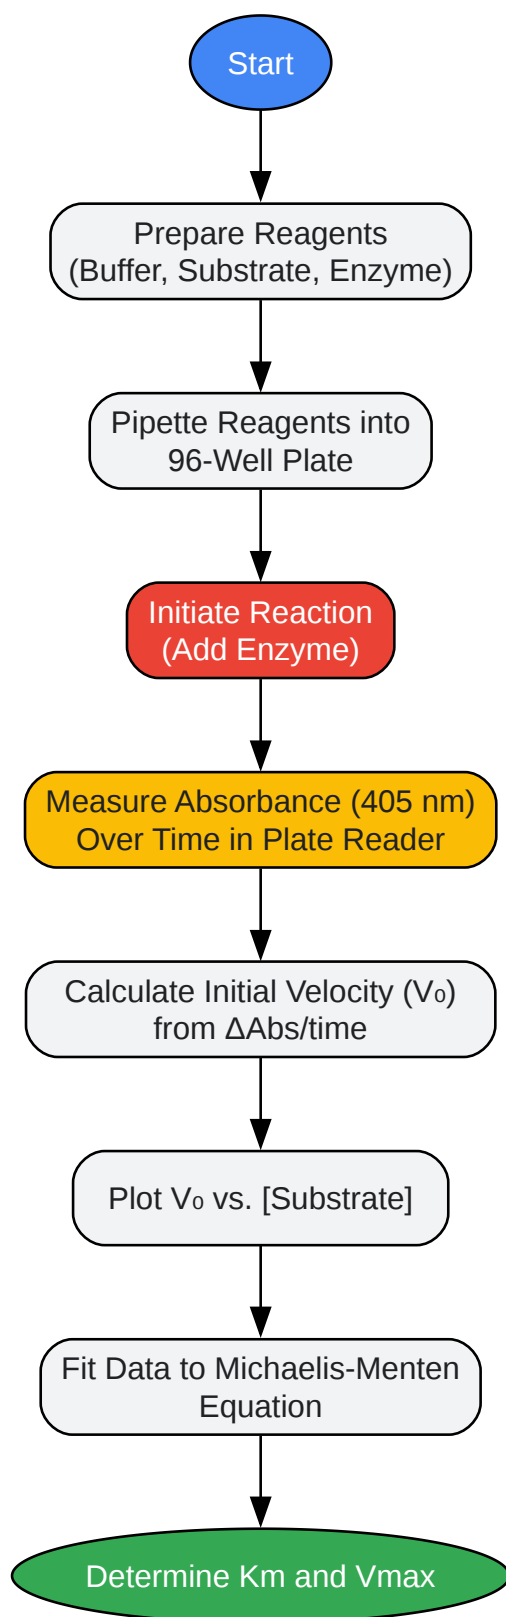 Start
Prepare Reagents
(Buffer, Substrate, Enzyme)
Pipette Reagents into
96-Well Plate
Initiate Reaction
(Add Enzyme)
Measure Absorbance (405 nm)
Over Time in Plate Reader
Calculate Initial Velocity (V₀)
from ΔAbs/time
Plot V₀ vs. [Substrate]
Fit Data to Michaelis-Menten
Equation
Determine Km and Vmax